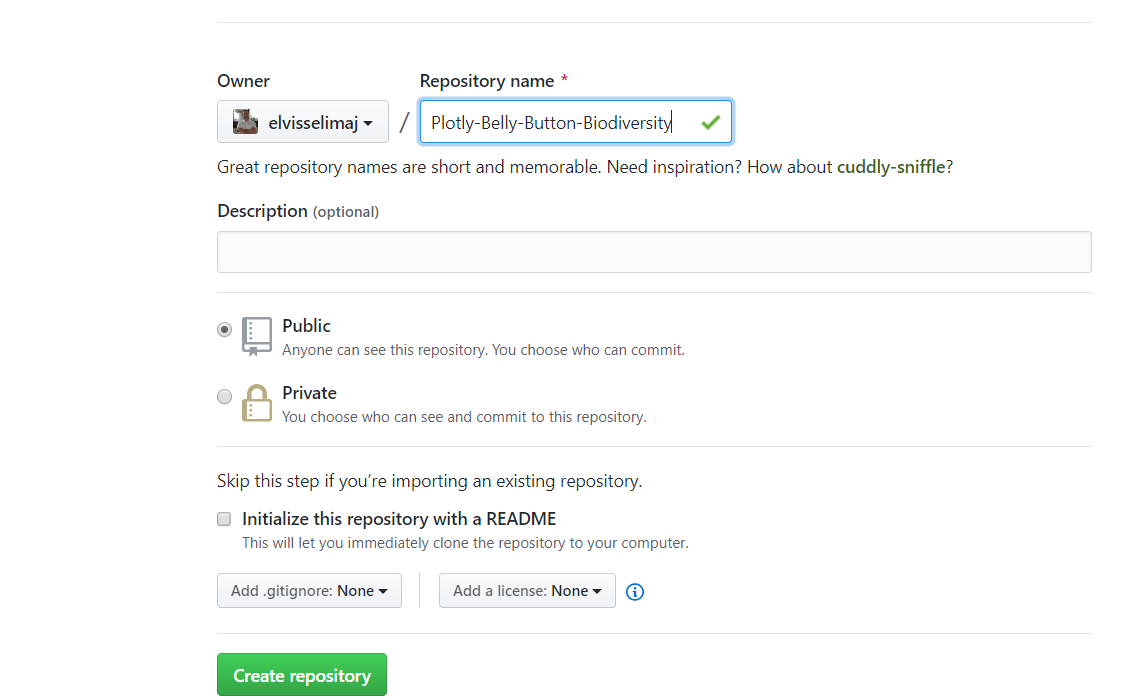 Owner
Repository name *
elvisselimaj
/
Plotly-Belly-Button-Biodiversity
Great repository names are short and memorable. Need inspiration? How about cuddly-sniffle?
Description (optional)
Public
Anyone can see this repository. You choose who can commit.
Private
You choose who can see and commit to this repository.
Skip this step if you’re importing an existing repository.
Initialize this repository with a README
This will let you immediately clone the repository to your computer.
Add .gitignore: None
Add a license: None
Create repository